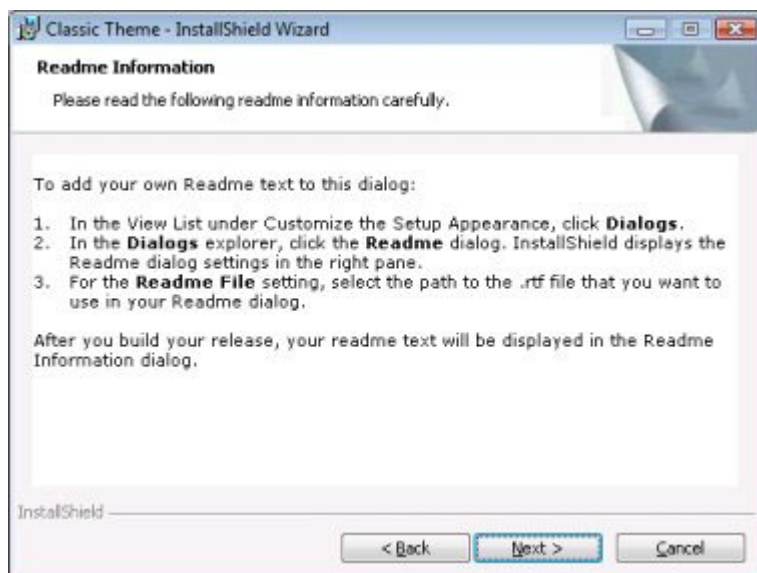 Classic Theme - InstallShield Wizard
Readme Information
Please read the following readme information carefully.
To add your own Readme text to this dialog:
1. In the View List under Customize the Setup Appearance, click Dialogs.
2. In the Dialogs explorer, click the Readme dialog. InstallShield displays the
Readme dialog settings in the right pane.
3. For the Readme File setting, select the path to the .rtf file that you want to
use in your Readme dialog.
After you build your release, your readme text will be displayed in the Readme
Information dialog.
InstallShield
< Back Next > Cancel